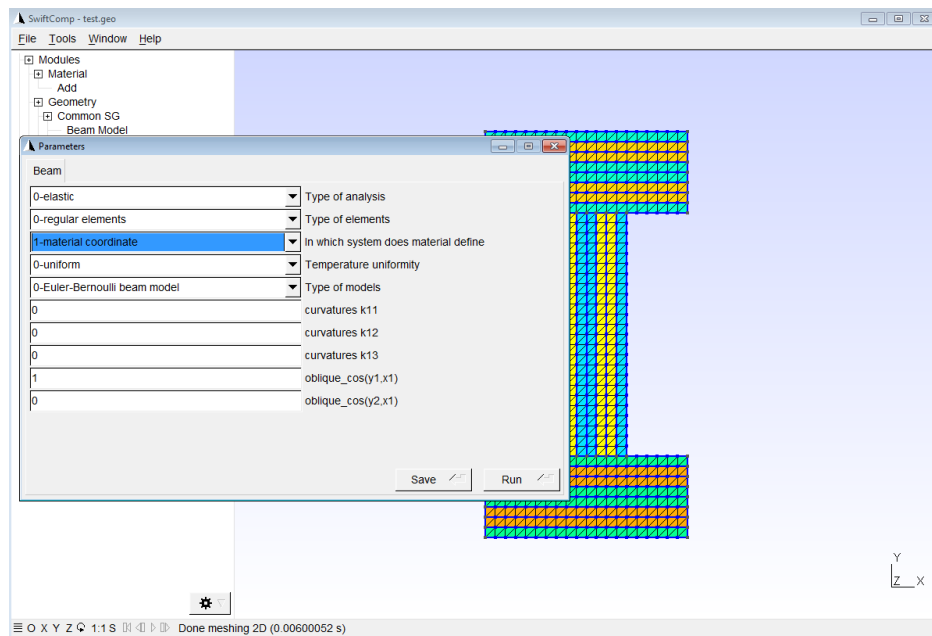 SwiftComp - test.geo
File Tools Window Help
Modules
Material
Add
Geometry
Common SG
Beam Model
Parameters
Beam
0-elastic Type of analysis
0-regular elements Type of elements
1-material coordinate In which system does material define
0-uniform Temperature uniformity
0-Euler-Bernoulli beam model Type of models
0 curvatures k11
0 curvatures k12
0 curvatures k13
1 oblique_cos(y1,x1)
0 oblique_cos(y2,x1)
Save Run
Y
Z X
O X Y Z 1:1 S Done meshing 2D (0.00600052 s)